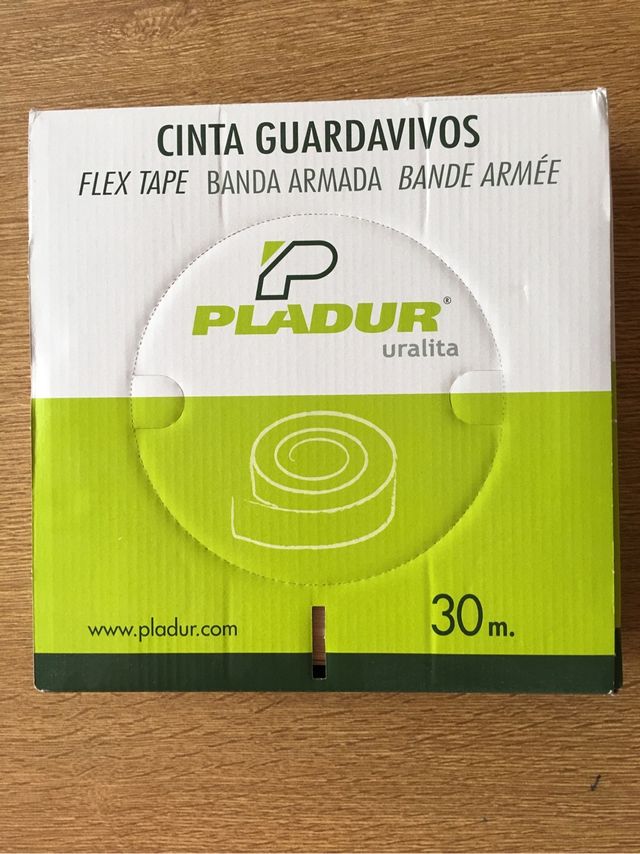 CINTA GUARDAVIVOS
FLEX TAPE BANDA ARMADA BANDE ARMÉE
PLADUR®
uralita
www.pladur.com
30 m.